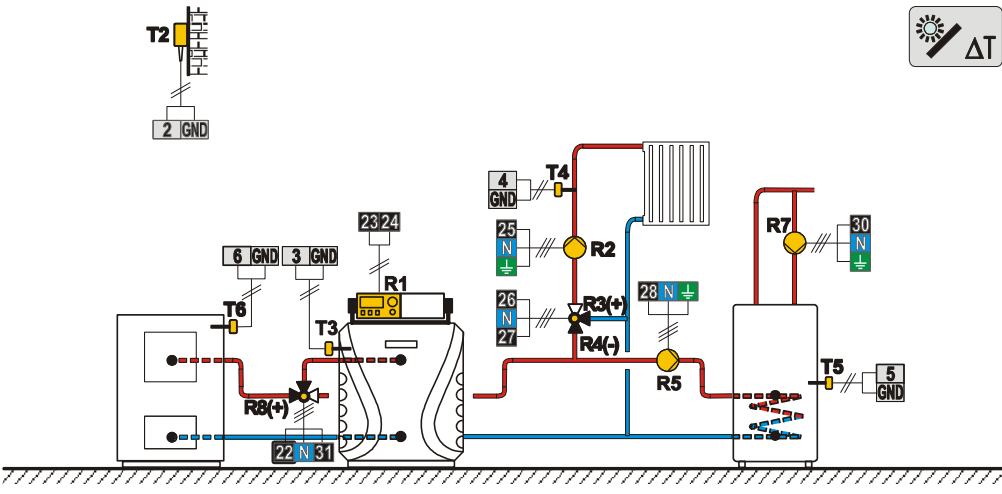 T2
ΔT
2 GND
T4
4
GND
23 24
25
N
R2
R7
30
N
6 GND
3 GND
R1
26
N
27
R3(+)
28 N
T6
T3
R4(-)
R5
T5
5
GND
R8(+)
22 N 31